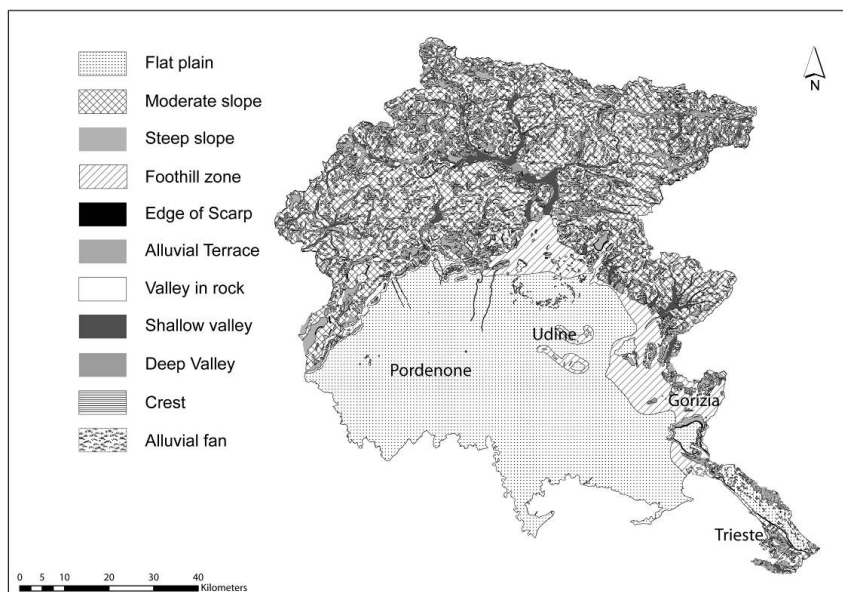 Flat plain
Moderate slope
Steep slope
Foothill zone
Edge of Scarp
Alluvial Terrace
Valley in rock
Shallow valley
Deep Valley
Crest
Alluvial fan
N
Udine
Pordenone
Gorizia
Trieste
0 5 10 20 30 40
Kilometers